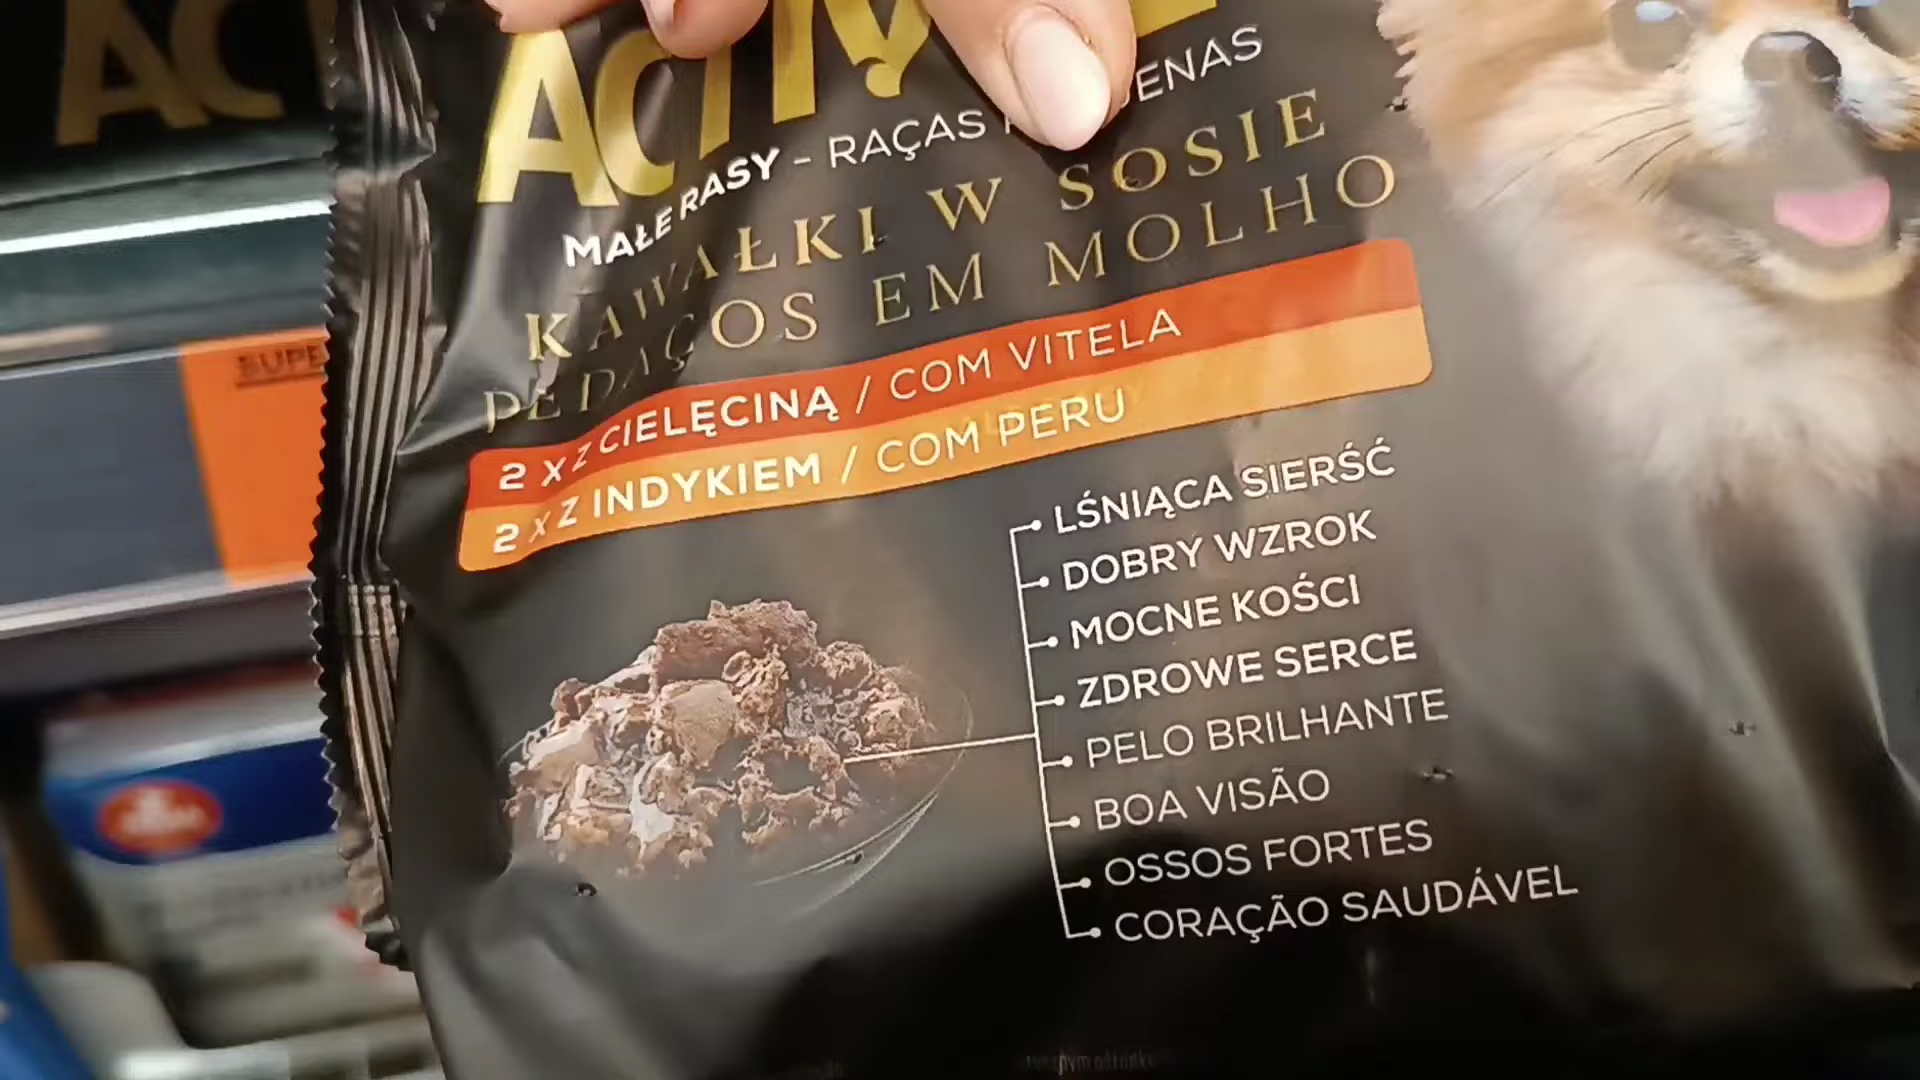 MAŁE RASY - RAÇAS
KAWAŁKI W SOSIE
PEDAÇOS EM MOLHO
2 X Z CIELĘCINĄ / COM VITELA
2 X Z INDYKIEM / COM PERU
LŚNIĄCA SIERŚĆ
DOBRY WZROK
MOCNE KOŚCI
ZDROWE SERCE
PELO BRILHANTE
BOA VISÃO
OSSOS FORTES
CORAÇÃO SAUDÁVEL